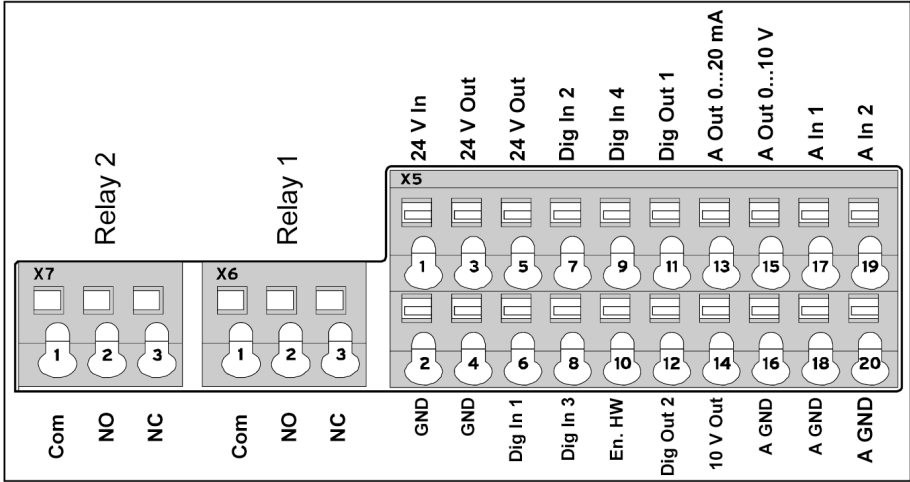 24 V In
24 V Out
24 V Out
Dig In 2
Dig In 4
Dig Out 1
A Out 0...20 mA
A Out 0...10 V
A In 1
A In 2
Relay 2
Relay 1
X5
1 3 5 7 9 11 13 15 17 19
X7
X6
1 2 3
1 2 3
2 4 6 8 10 12 14 16 18 20
Com
NO
NC
Com
NO
NC
GND
GND
Dig In 1
Dig In 3
En. HW
Dig Out 2
10 V Out
A GND
A GND
A GND